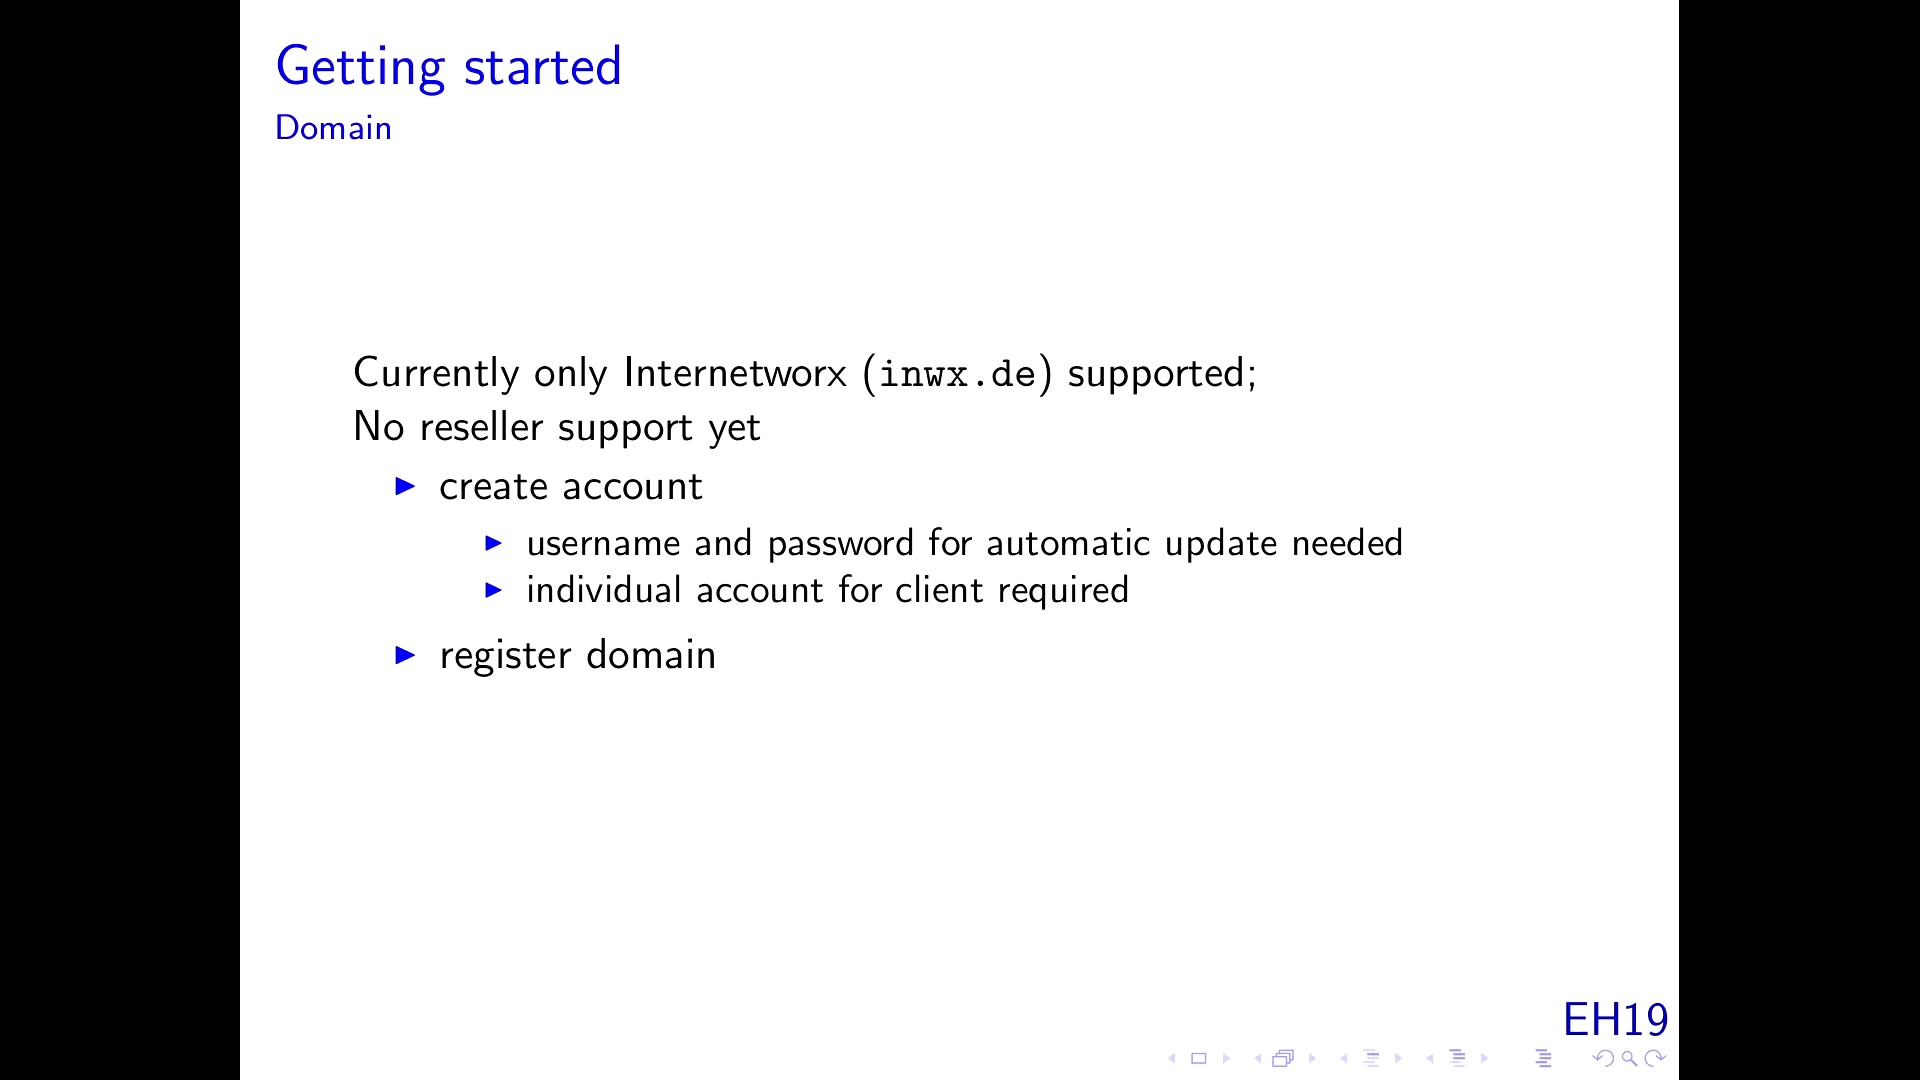 Getting started
Domain
Currently only Internetworx (inwx.de) supported;
No reseller support yet
create account
username and password for automatic update needed
individual account for client required
register domain
EH19